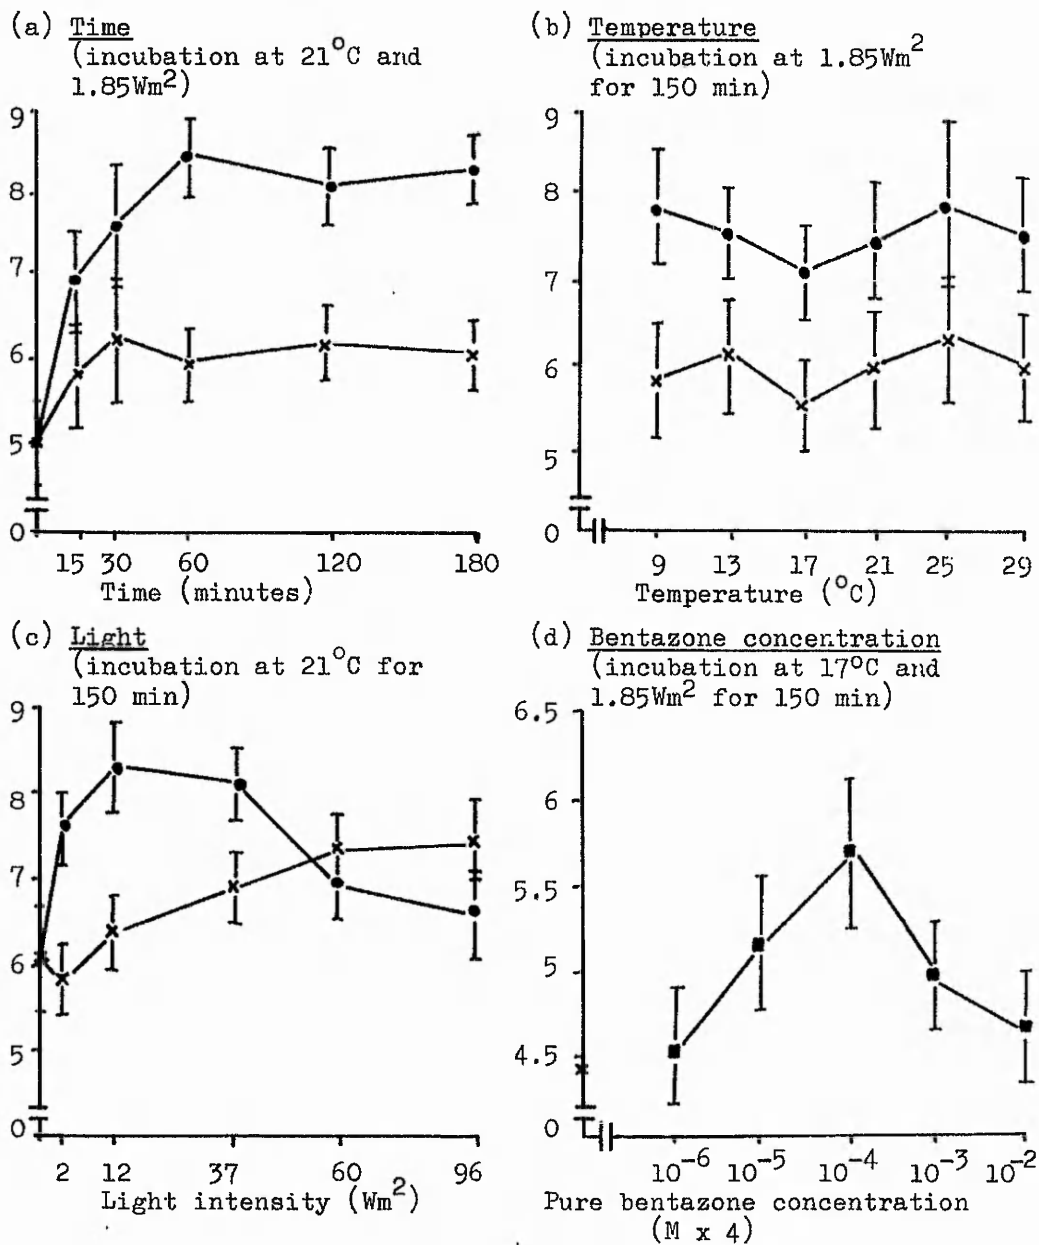 (a) Time
(incubation at 21°C and
1.85Wm²)
9
8
7
6
5
0
15 30 60 120 180
Time (minutes)
(b) Temperature
(incubation at 1.85Wm²
for 150 min)
9
8
7
6
5
0
9 13 17 21 25 29
Temperature (°C)
(c) Light
(incubation at 21°C for
150 min)
9
8
7
6
5
0
2 12 37 60 96
Light intensity (Wm²)
(d) Bentazone concentration
(incubation at 17°C and
1.85Wm² for 150 min)
6.5
6
5.5
5
4.5
0
10⁻⁶ 10⁻⁵ 10⁻⁴ 10⁻³ 10⁻²
Pure bentazone concentration
(M x 4)